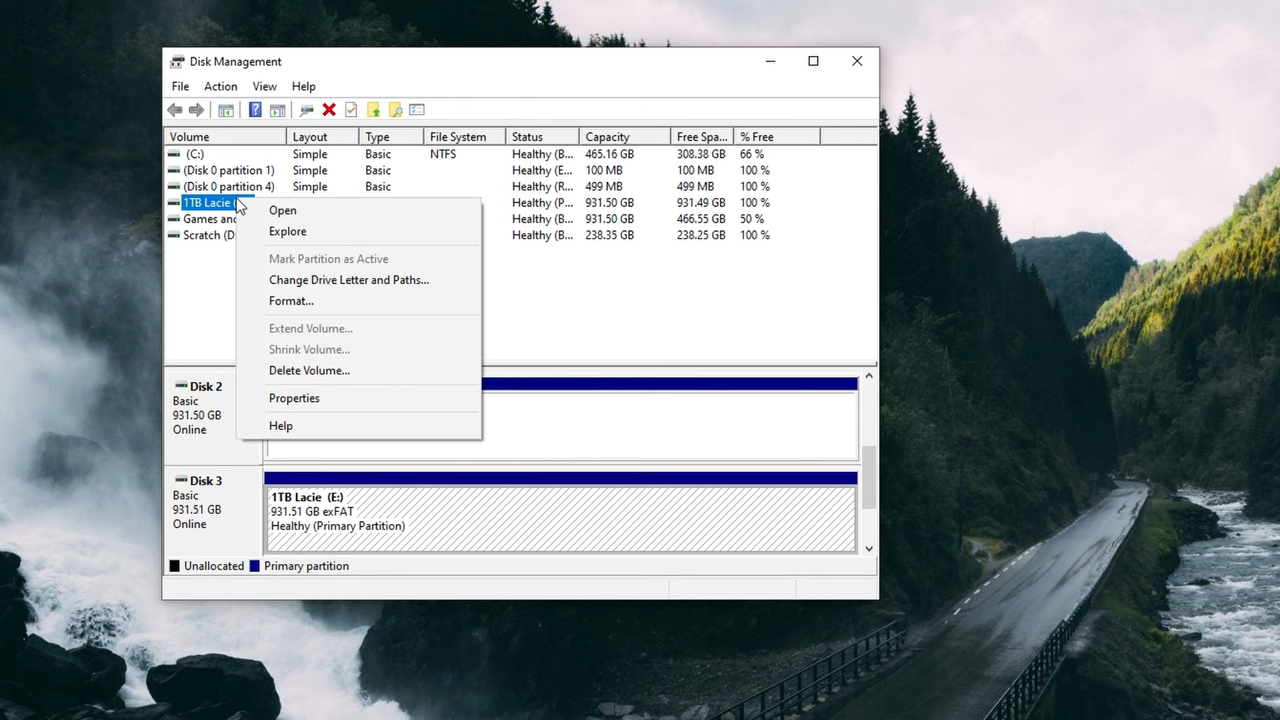 Disk Management
File Action View Help
Volume Layout Type File System Status Capacity Free Spa... % Free
(C:) Simple Basic NTFS Healthy (B... 465.16 GB 308.38 GB 66 %
(Disk 0 partition 1) Simple Basic Healthy (E... 100 MB 100 MB 100 %
(Disk 0 partition 4) Simple Basic Healthy (R... 499 MB 499 MB 100 %
1TB Lacie ( Healthy (P... 931.50 GB 931.49 GB 100 %
Games and Healthy (B... 931.50 GB 466.55 GB 50 %
Scratch (D: Healthy (B... 238.35 GB 238.25 GB 100 %
Open
Explore
Mark Partition as Active
Change Drive Letter and Paths...
Format...
Extend Volume...
Shrink Volume...
Delete Volume...
Properties
Help
Disk 2
Basic
931.50 GB
Online
Disk 3
Basic
931.51 GB
Online
1TB Lacie (E:)
931.51 GB exFAT
Healthy (Primary Partition)
Unallocated Primary partition